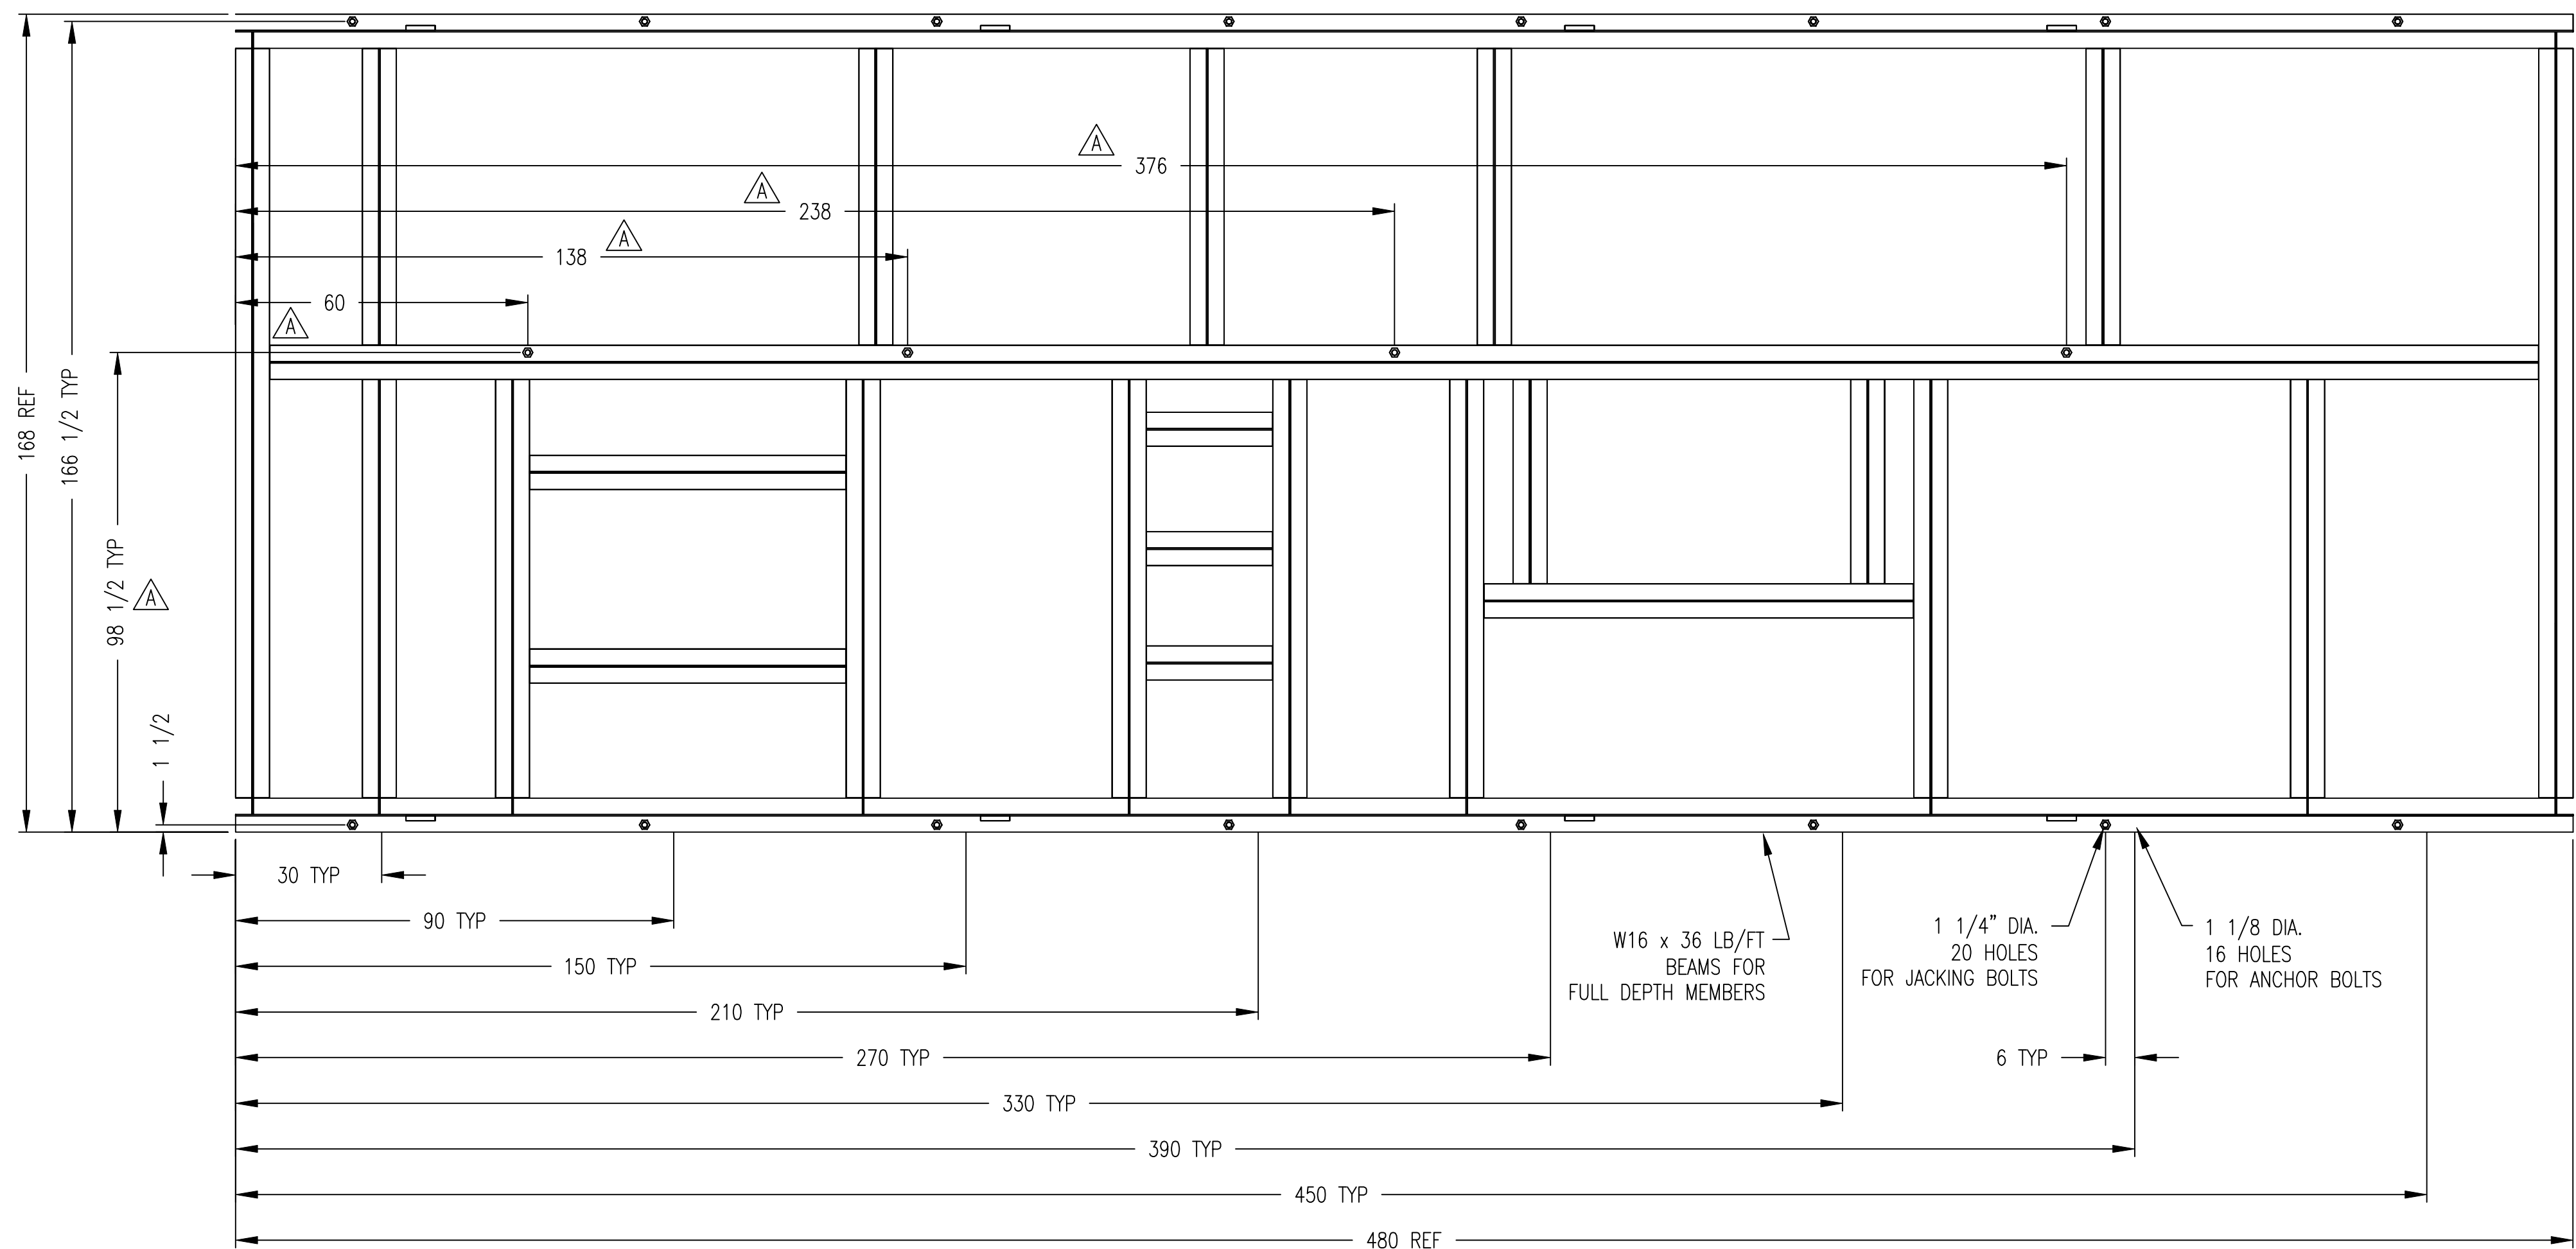 A
376
A
238
A
138
60
A
168 REF
166 1/2 TYP
98 1/2 TYP
A
1 1/2
30 TYP
90 TYP
150 TYP
210 TYP
270 TYP
330 TYP
390 TYP
450 TYP
480 REF
W16 x 36 LB/FT
BEAMS FOR
FULL DEPTH MEMBERS
1 1/4" DIA.
20 HOLES
FOR JACKING BOLTS
1 1/8 DIA.
16 HOLES
FOR ANCHOR BOLTS
6 TYP